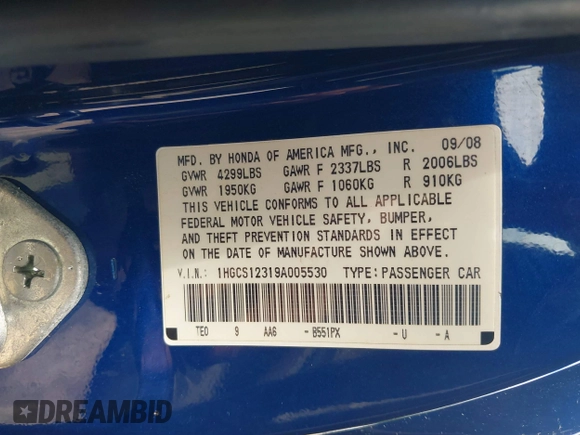 MFD. BY HONDA OF AMERICA MFG., INC. 09/08
GVWR 4299LBS GAWR F 2337LBS R 2006LBS
GVWR 1950KG GAWR F 1060KG R 910KG
THIS VEHICLE CONFORMS TO ALL APPLICABLE
FEDERAL MOTOR VEHICLE SAFETY, BUMPER,
AND THEFT PREVENTION STANDARDS IN EFFECT
ON THE DATE OF MANUFACTURE SHOWN ABOVE.
V.I.N.: 1HGCS12319A005530 TYPE: PASSENGER CAR
TE0 9 AA6 - B551PX - U - A
DREAMBID